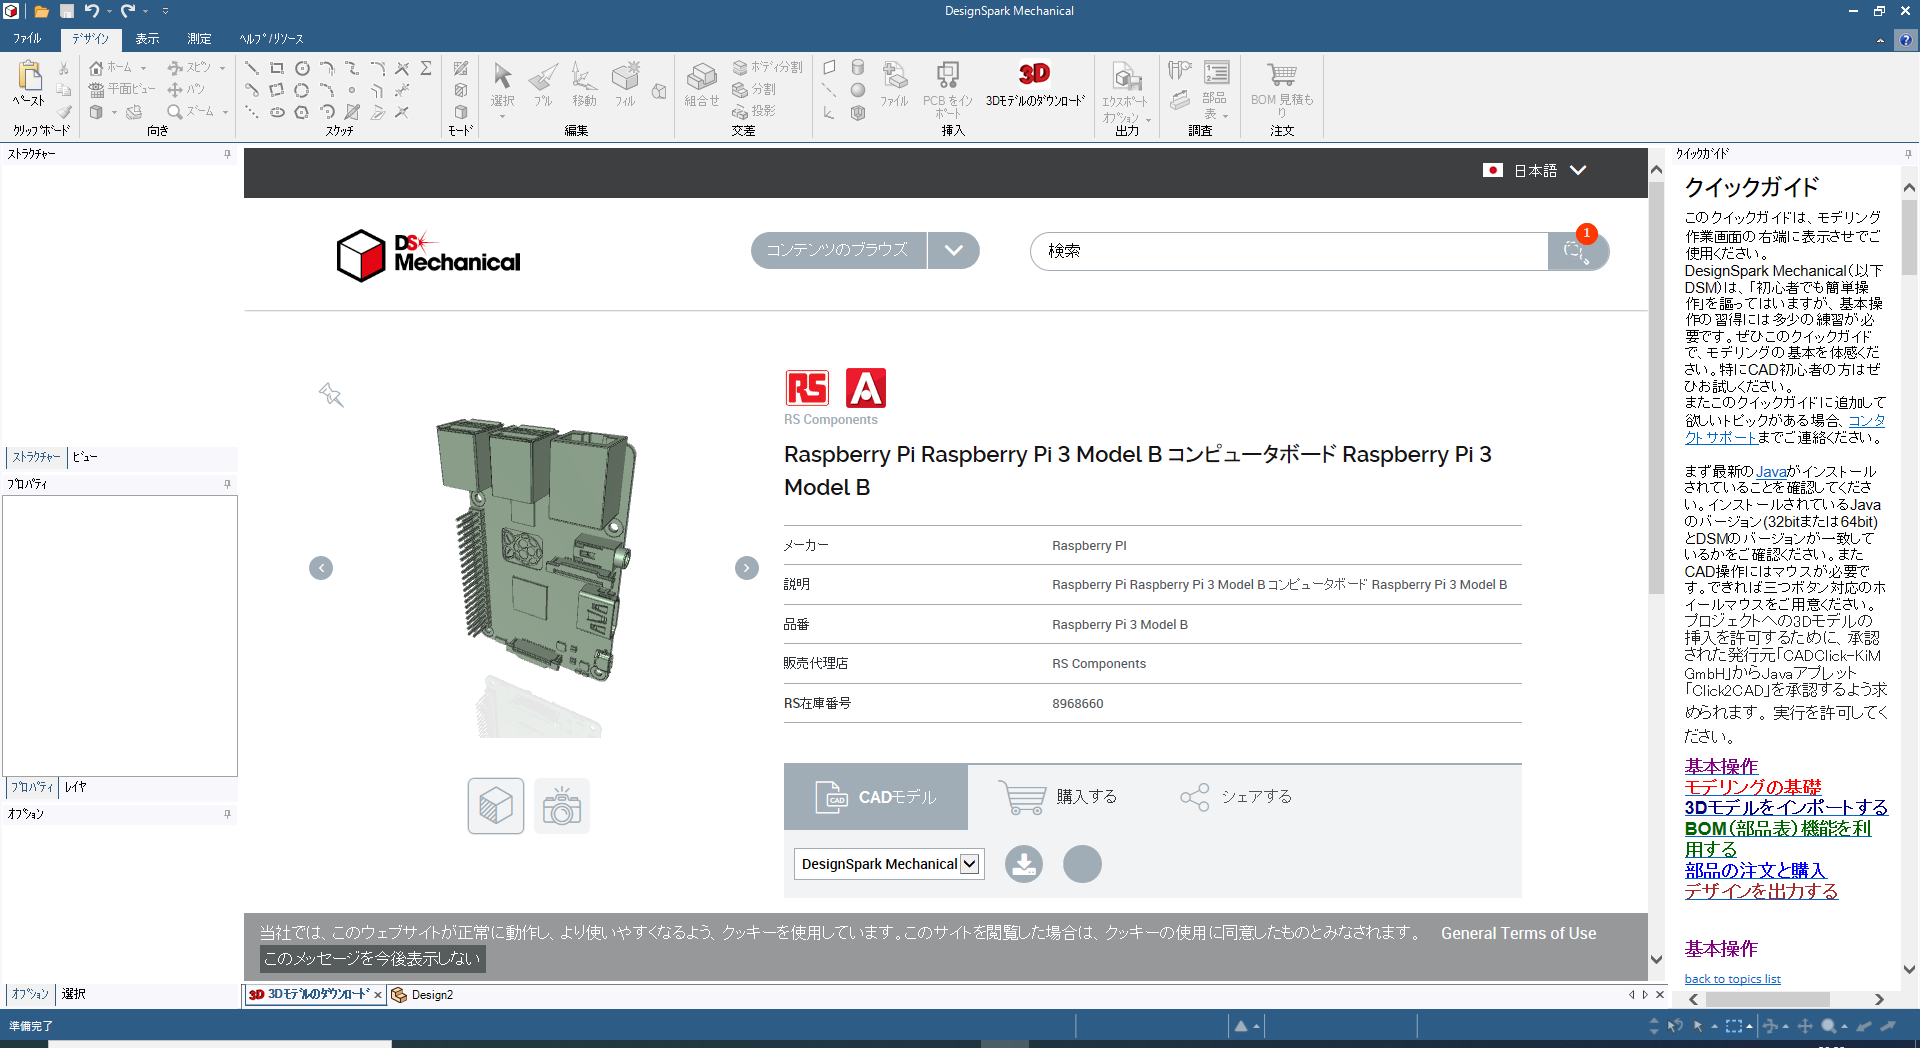 DesignSpark Mechanical
ファイル デザイン 表示 測定 ヘルプ/リソース
ペースト
クリップボード
ホーム
平面ビュー
スピン
パン
ズーム
向き
スケッチ
モード
選択
プル
移動
フィル
編集
組合せ
ボディ分割
分割
投影
交差
ファイル
PCB をインポート
3Dモデルのダウンロード
挿入
エクスポート
オプション
出力
部品
表
調査
BOM 見積も
り
注文
ストラクチャー
ストラクチャー ビュー
プロパティ
プロパティ レイヤ
オプション
オプション 選択
日本語
DS
Mechanical
コンテンツのブラウズ
検索
1
RS A
RS Components
Raspberry Pi Raspberry Pi 3 Model B コンピュータボード Raspberry Pi 3
Model B
メーカー Raspberry PI
説明 Raspberry Pi Raspberry Pi 3 Model B コンピュータボード Raspberry Pi 3 Model B
品番 Raspberry Pi 3 Model B
販売代理店 RS Components
RS在庫番号 8968660
CAD CADモデル 購入する シェアする
DesignSpark Mechanical
当社では、このウェブサイトが正常に動作し、より使いやすくなるよう、クッキーを使用しています。このサイトを閲覧した場合は、クッキーの使用に同意したものとみなされます。 General Terms of Use
このメッセージを今後表示しない
3D 3Dモデルのダウンロード Design2
クイックガイド
クイックガイド
このクイックガイドは、モデリング
作業画面の右端に表示させてご
使用ください。
DesignSpark Mechanical(以下
DSM)は、「初心者でも簡単操
作」を謳ってはいますが、基本操
作の習得には多少の練習が必
要です。ぜひこのクイックガイド
で、モデリングの基本を体感くだ
さい。特にCAD初心者の方はぜ
ひお試しください。
またこのクイックガイドに追加して
欲しいトピックがある場合、コンタ
クトサポートまでご連絡ください。
まず最新のJavaがインストール
されていることを確認してくださ
い。インストールされているJava
のバージョン(32bitまたは64bit)
とDSMのバージョンが一致して
いるかをご確認ください。また
CAD操作にはマウスが必要で
す。できれば三つボタン対応のホ
イールマウスをご用意ください。
プロジェクトへの3Dモデルの
挿入を許可するために、承認
された発行元「CADClick-KiM
GmbH」からJavaアプレット
「Click2CAD」を承認するよう求
められます。 実行を許可してく
ださい。
基本操作
モデリングの基礎
3Dモデルをインポートする
BOM(部品表)機能を利
用する
部品の注文と購入
デザインを出力する
基本操作
back to topics list
準備完了